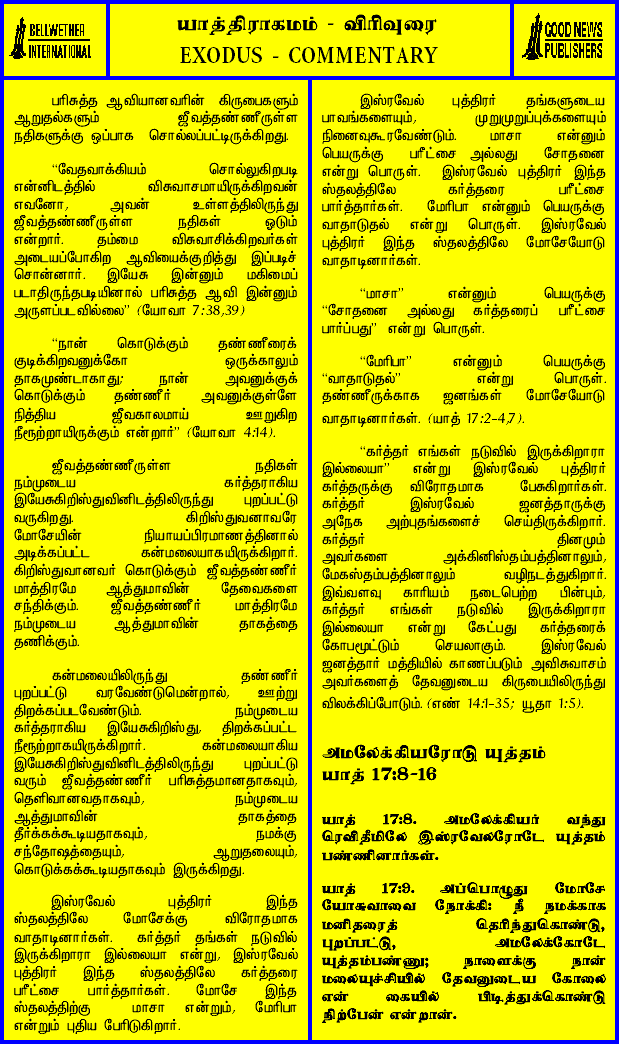 BELLWETHER
INTERNATIONAL
யாத்திராகமம் - விரிவுரை
EXODUS - COMMENTARY
GOOD NEWS
PUBLISHERS
பரிசுத்த ஆவியானவரின் கிருபைகளும்
ஆறுதல்களும் ஜீவத்தண்ணீருள்ள
நதிகளுக்கு ஒப்பாக சொல்லப்பட்டிருக்கிறது.
“வேதவாக்கியம் சொல்லுகிறபடி
என்னிடத்தில் விசுவாசமாயிருக்கிறவன்
எவனோ, அவன் உள்ளத்திலிருந்து
ஜீவத்தண்ணீருள்ள நதிகள் ஓடும்
என்றார். தம்மை விசுவாசிக்கிறவர்கள்
அடையப்போகிற ஆவியைக்குறித்து இப்படிச்
சொன்னார். இயேசு இன்னும் மகிமைப்
படாதிருந்தபடியினால் பரிசுத்த ஆவி இன்னும்
அருளப்படவில்லை” (யோவா 7:38,39)
“நான் கொடுக்கும் தண்ணீரைக்
குடிக்கிறவனுக்கோ ஒருக்காலும்
தாகமுண்டாகாது; நான் அவனுக்குக்
கொடுக்கும் தண்ணீர் அவனுக்குள்ளே
நித்திய ஜீவகாலமாய் ஊறுகிற
நீரூற்றாயிருக்கும் என்றார்” (யோவா 4:14).
ஜீவத்தண்ணீருள்ள நதிகள்
நம்முடைய கர்த்தராகிய
இயேசுகிறிஸ்துவினிடத்திலிருந்து புறப்பட்டு
வருகிறது. கிறிஸ்துவானவரே
மோசேயின் நியாயப்பிரமாணத்தினால்
அடிக்கப்பட்ட கன்மலையாகயிருக்கிறார்.
கிறிஸ்துவானவர் கொடுக்கும் ஜீவத்தண்ணீர்
மாத்திரமே ஆத்துமாவின் தேவைகளை
சந்திக்கும். ஜீவத்தண்ணீர் மாத்திரமே
நம்முடைய ஆத்துமாவின் தாகத்தை
தணிக்கும்.
கன்மலையிலிருந்து தண்ணீர்
புறப்பட்டு வரவேண்டுமென்றால், ஊற்று
திறக்கப்படவேண்டும். நம்முடைய
கர்த்தராகிய இயேசுகிறிஸ்து, திறக்கப்பட்ட
நீரூற்றாகயிருக்கிறார். கன்மலையாகிய
இயேசுகிறிஸ்துவினிடத்திலிருந்து புறப்பட்டு
வரும் ஜீவத்தண்ணீர் பரிசுத்தமானதாகவும்,
தெளிவானவதாகவும், நம்முடைய
ஆத்துமாவின் தாகத்தை
தீர்க்கக்கூடியதாகவும், நமக்கு
சந்தோஷத்தையும், ஆறுதலையும்,
கொடுக்கக்கூடியதாகவும் இருக்கிறது.
இஸ்ரவேல் புத்திரர் இந்த
ஸ்தலத்திலே மோசேக்கு விரோதமாக
வாதாடினார்கள். கர்த்தர் தங்கள் நடுவில்
இருக்கிறாரா இல்லையா என்று, இஸ்ரவேல்
புத்திரர் இந்த ஸ்தலத்திலே கர்த்தரை
பரீட்சை பார்த்தார்கள். மோசே இந்த
ஸ்தலத்திற்கு மாசா என்றும், மேரிபா
என்றும் புதிய பேரிடுகிறார்.
இஸ்ரவேல் புத்திரர் தங்களுடைய
பாவங்களையும், முறுமுறுப்புக்களையும்
நினைவுகூரவேண்டும். மாசா என்னும்
பெயருக்கு பரீட்சை அல்லது சோதனை
என்று பொருள். இஸ்ரவேல் புத்திரர் இந்த
ஸ்தலத்திலே கர்த்தரை பரீட்சை
பார்த்தார்கள். மேரிபா என்னும் பெயருக்கு
வாதாடுதல் என்று பொருள். இஸ்ரவேல்
புத்திரர் இந்த ஸ்தலத்திலே மோசேயோடு
வாதாடினார்கள்.
“மாசா” என்னும் பெயருக்கு
“சோதனை அல்லது கர்த்தரைப் பரீட்சை
பார்ப்பது” என்று பொருள்.
“மேரிபா” என்னும் பெயருக்கு
“வாதாடுதல்” என்று பொருள்.
தண்ணீருக்காக ஜனங்கள் மோசேயோடு
வாதாடினார்கள். (யாத் 17:2-4,7).
“கர்த்தர் எங்கள் நடுவில் இருக்கிறாரா
இல்லையா” என்று இஸ்ரவேல் புத்திரர்
கர்த்தருக்கு விரோதமாக பேசுகிறார்கள்.
கர்த்தர் இஸ்ரவேல் ஜனத்தாருக்கு
அநேக அற்புதங்களைச் செய்திருக்கிறார்.
கர்த்தர் தினமும்
அவர்களை அக்கினிஸ்தம்பத்தினாலும்,
மேகஸ்தம்பத்தினாலும் வழிநடத்துகிறார்.
இவ்வளவு காரியம் நடைபெற்ற பின்பும்,
கர்த்தர் எங்கள் நடுவில் இருக்கிறாரா
இல்லையா என்று கேட்பது கர்த்தரைக்
கோபமூட்டும் செயலாகும். இஸ்ரவேல்
ஜனத்தார் மத்தியில் காணப்படும் அவிசுவாசம்
அவர்களைத் தேவனுடைய கிருபையிலிருந்து
விலக்கிப்போடும். (எண் 14:1-35; யூதா 1:5).
அமலேக்கியரோடு யுத்தம்
யாத் 17:8-16
யாத் 17:8. அமலேக்கியர் வந்து
ரெவிதீமிலே இஸ்ரவேலரோடே யுத்தம்
பண்ணினார்கள்.
யாத் 17:9. அப்பொழுது மோசே
யோசுவாவை நோக்கி: நீ நமக்காக
மனிதரைத் தெரிந்துகொண்டு,
புறப்பட்டு, அமலேக்கோடே
யுத்தம்பண்ணு; நாளைக்கு நான்
மலையுச்சியில் தேவனுடைய கோலை
என் கையில் பிடித்துக்கொண்டு
நிற்பேன் என்றான்.